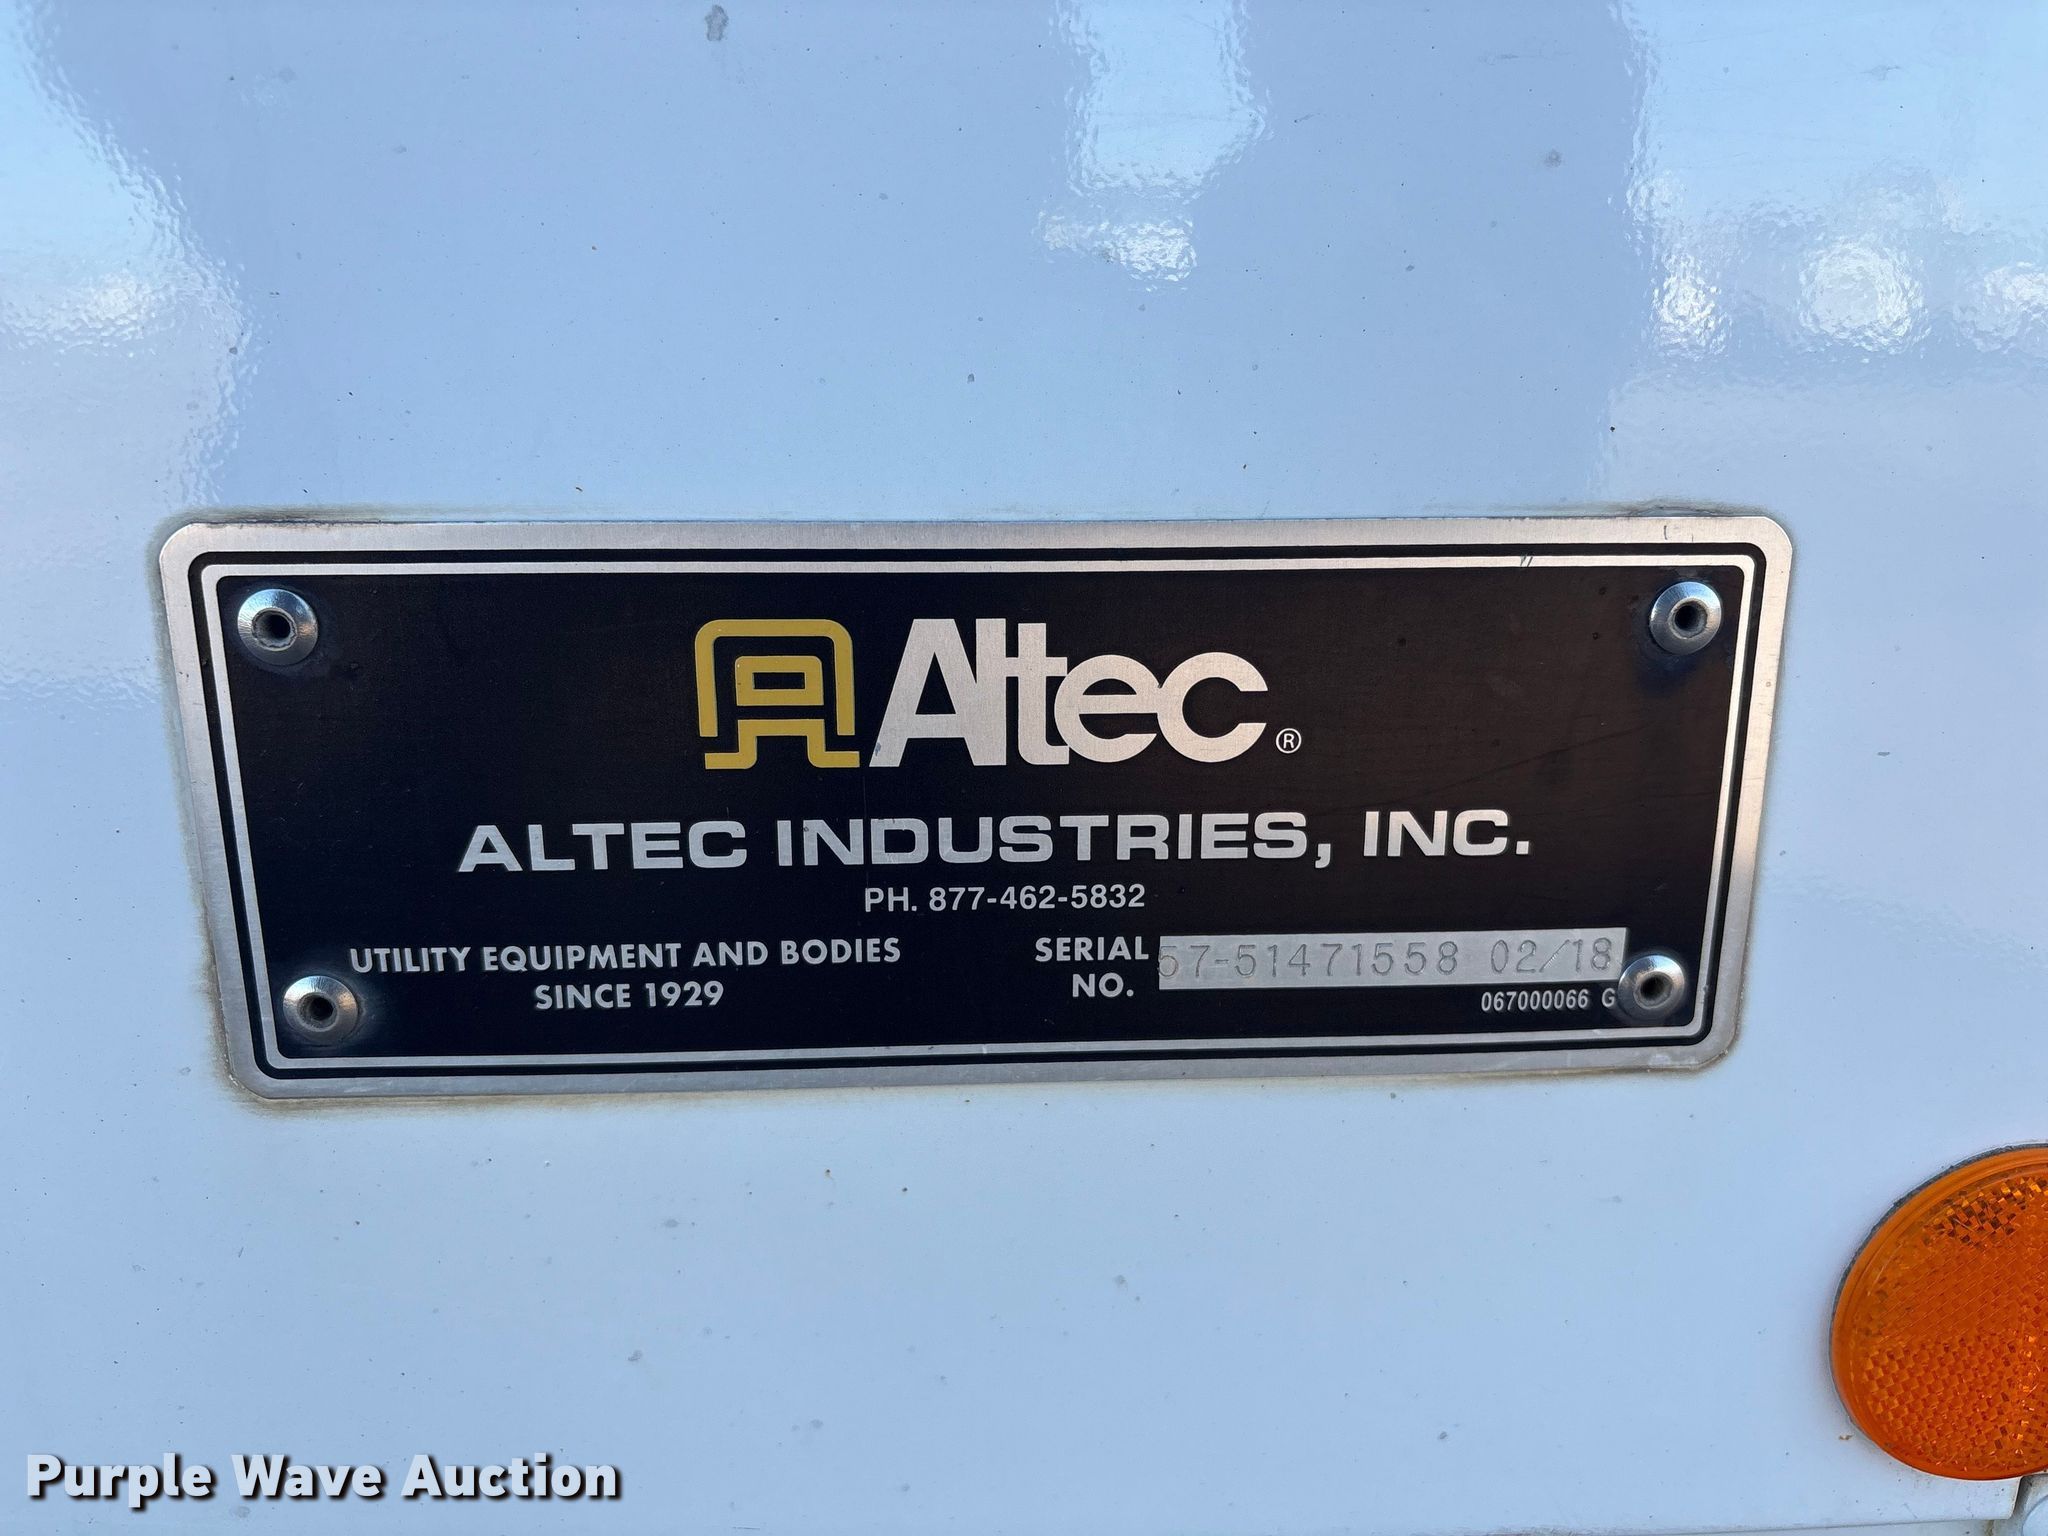 Altec®
ALTEC INDUSTRIES, INC.
PH. 877-462-5832
UTILITY EQUIPMENT AND BODIES
SINCE 1929
SERIAL NO. 57-51471558 02/18
067000066 G
Purple Wave Auction